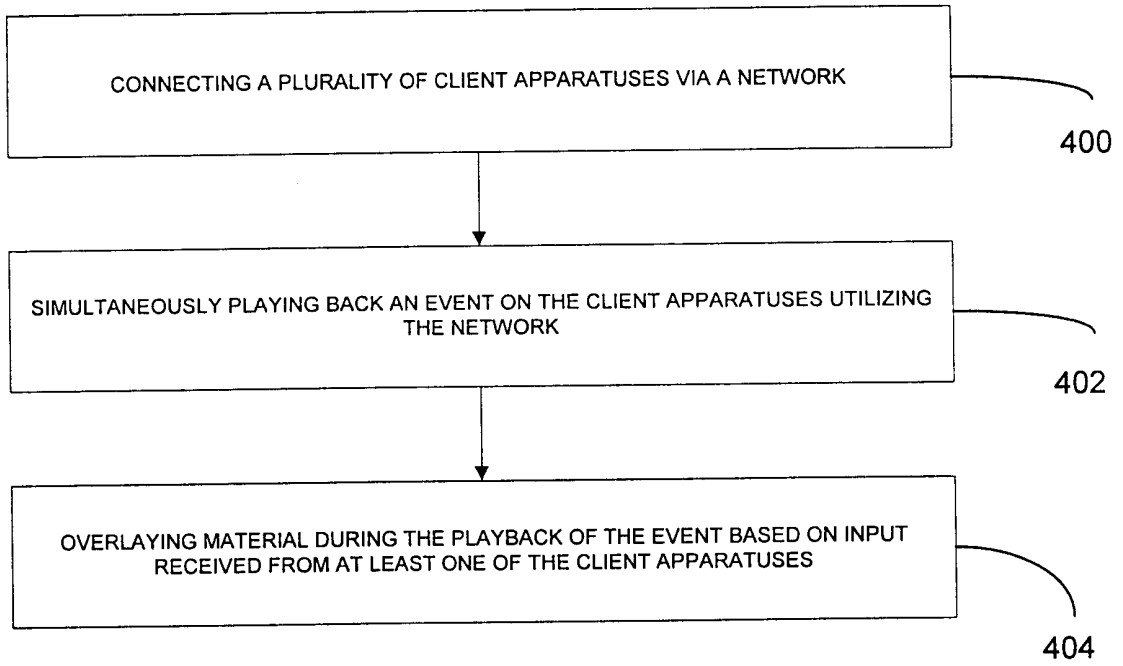 CONNECTING A PLURALITY OF CLIENT APPARATUSES VIA A NETWORK
400
SIMULTANEOUSLY PLAYING BACK AN EVENT ON THE CLIENT APPARATUSES UTILIZING
THE NETWORK
402
OVERLAYING MATERIAL DURING THE PLAYBACK OF THE EVENT BASED ON INPUT
RECEIVED FROM AT LEAST ONE OF THE CLIENT APPARATUSES
404